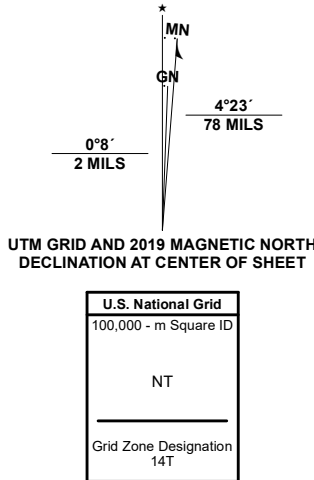 ★
MN
GN
4°23´
78 MILS
0°8´
2 MILS
UTM GRID AND 2019 MAGNETIC NORTH
DECLINATION AT CENTER OF SHEET
U.S. National Grid
100,000 - m Square ID
NT
Grid Zone Designation
14T